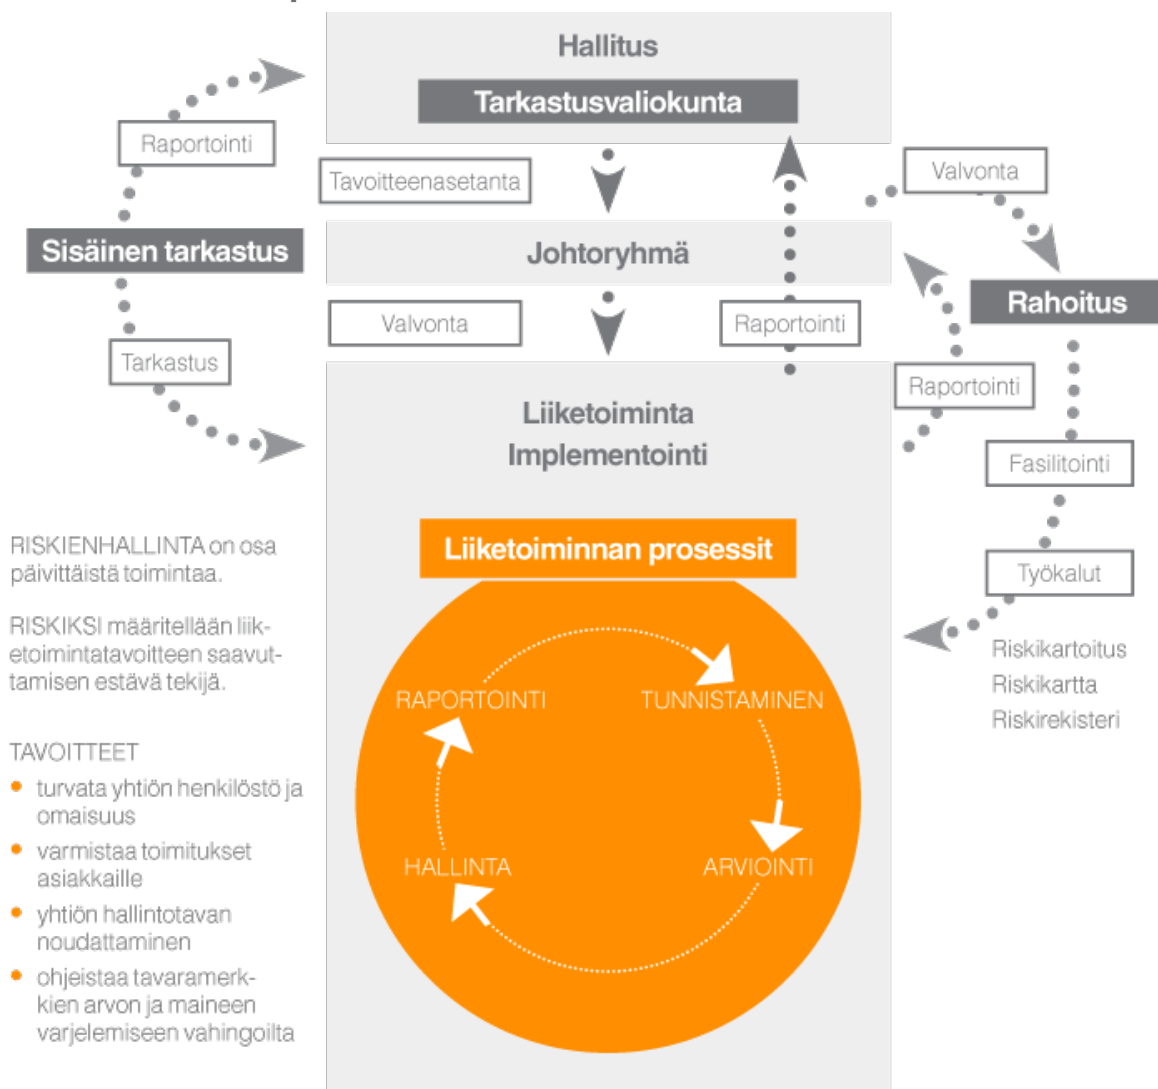 Hallitus
Tarkastusvaliokunta
Raportointi
Tavoitteenasetanta
Valvonta
Sisäinen tarkastus
Johtoryhmä
Rahoitus
Valvonta
Raportointi
Tarkastus
Raportointi
Liiketoiminta
Implementointi
Fasilitointi
Liiketoiminnan prosessit
Työkalut
RISKIENHALLINTA on osa
päivittäistä toimintaa.
RISKIKSI määritellään liik-
etoimintatavoitteen saavut-
tamisen estävä tekijä.
Riskikartoitus
Riskikartta
Riskirekisteri
RAPORTOINTI
TUNNISTAMINEN
HALLINTA
ARVIOINTI
TAVOITTEET
turvata yhtiön henkilöstö ja
omaisuus
varmistaa toimitukset
asiakkaille
yhtiön hallintotavan
noudattaminen
ohjeistaa tavaramerk-
kien arvon ja maineen
varjelemiseen vahingoilta